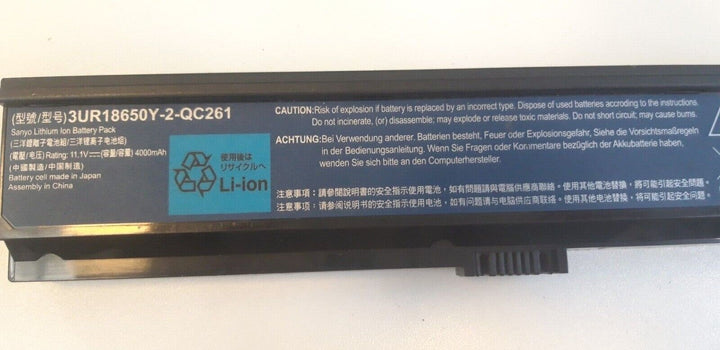 (型號/型号)3UR18650Y-2-QC261
Sanyo Lithium Ion Battery Pack
(三洋鋰離子電池組/三洋锂离子电池组)
(電壓/电压) Rating: 11.1V⎓(容量/容量) 4000mAh
(中國製造/中国制造)
Battery cell made in Japan
Assembly in China
使用後は
リサイクルへ
Li-ion
CAUTION:Risk of explosion if battery is replaced by an incorrect type. Dispose of used batteries according to the instructions.
Do not incinerate, (or) disassemble; may explode or release toxic materials. Do not short circuit; may cause burns.
ACHTUNG:Bei Verwendung anderer. Batterien besteht, Feuer oder Explosionsgefahr. Siehe die Vorsichtsmaßregeln
in der Bedienungsanleitung. Wenn Sie Fragen oder Kommentare bezüglich der Akkubatterie haben,
wenden Sie sich bitte an den Computerhersteller.
注意事項：請參閱說明書的安全指示使用電池，如有問題請與電腦供應商聯絡。使用其他電池替換，將可能引起安全問題。
注意事项：请参阅说明书的安全指示使用电池，如有问题请与电脑供应商联络。使用其他电池替换，将可能引起安全问题。